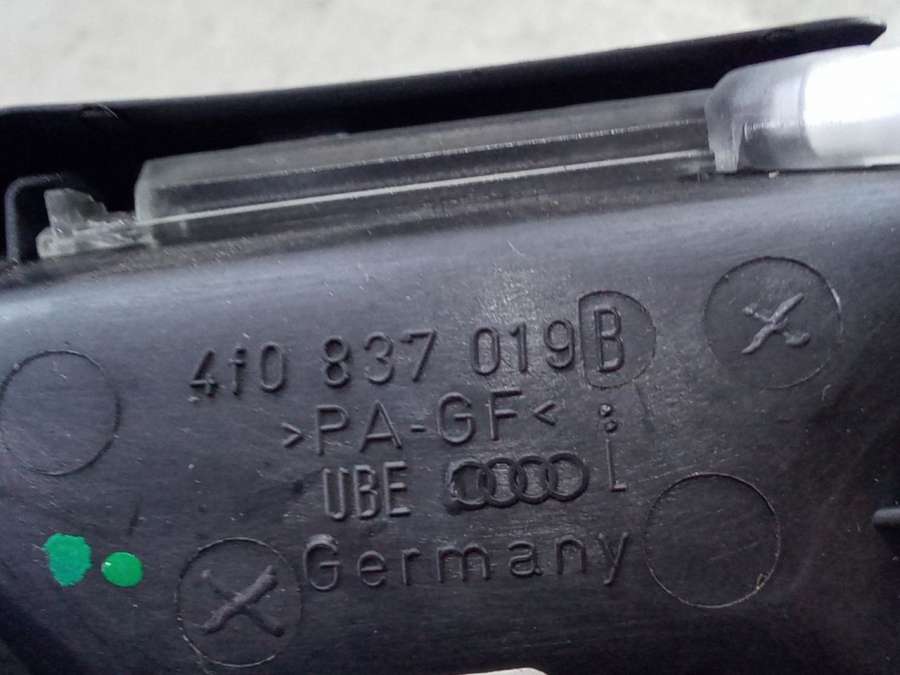 4f0 837 019 B
>PA-GF<
UBE L
Germany